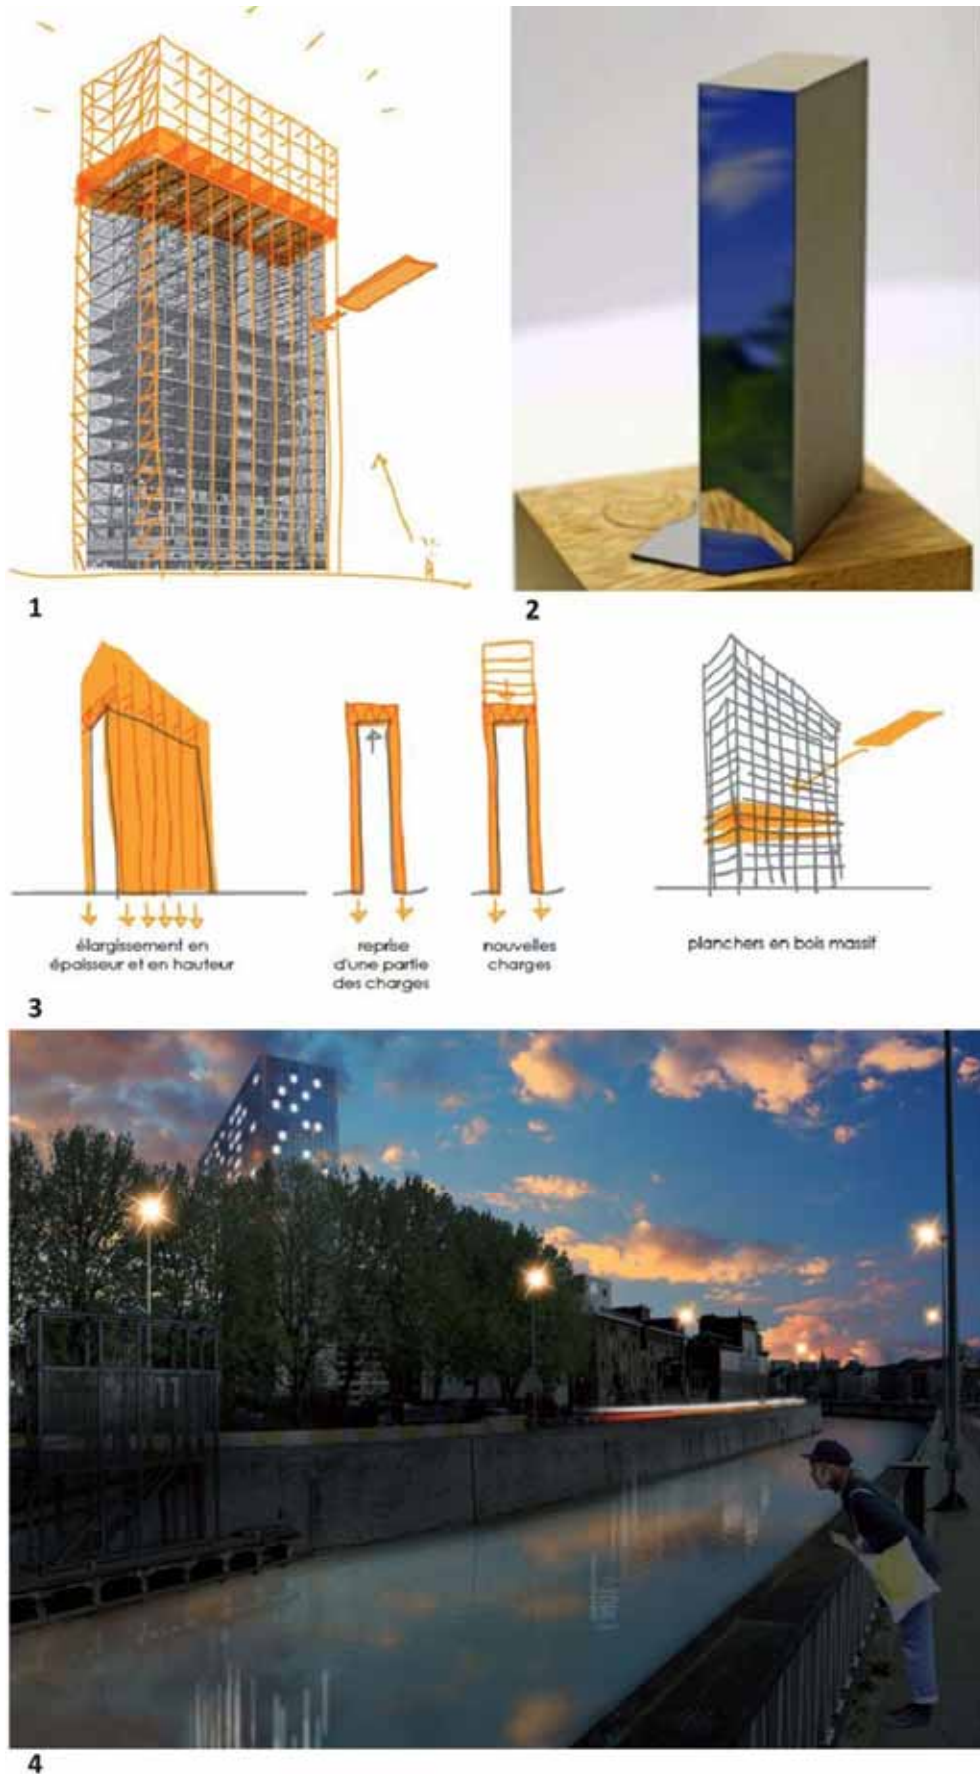 1
2
élargissement en
épaisseur et en hauteur
reprise
d'une partie
des charges
nouvelles
charges
planchers en bois massif
3
4